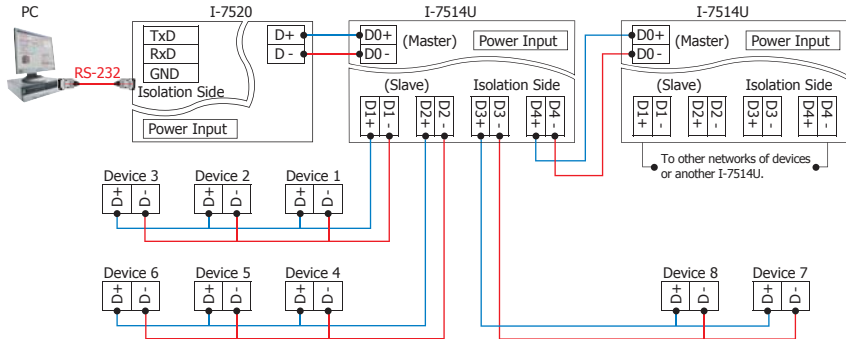 PC
I-7520
I-7514U
I-7514U
TxD
RxD
GND
D+
D -
D0+
D0 -
(Master)
Power Input
D0+
D0 -
(Master)
Power Input
RS-232
Isolation Side
Power Input
(Slave)
Isolation Side
D1+
D1 -
D2+
D2 -
D3+
D3 -
D4+
D4 -
(Slave)
Isolation Side
D1+
D1 -
D2+
D2 -
D3+
D3 -
D4+
D4 -
To other networks of devices
or another I-7514U.
Device 3
Device 2
Device 1
D+
D -
D+
D -
D+
D -
Device 6
Device 5
Device 4
Device 8
Device 7
D+
D -
D+
D -
D+
D -
D+
D -
D+
D -